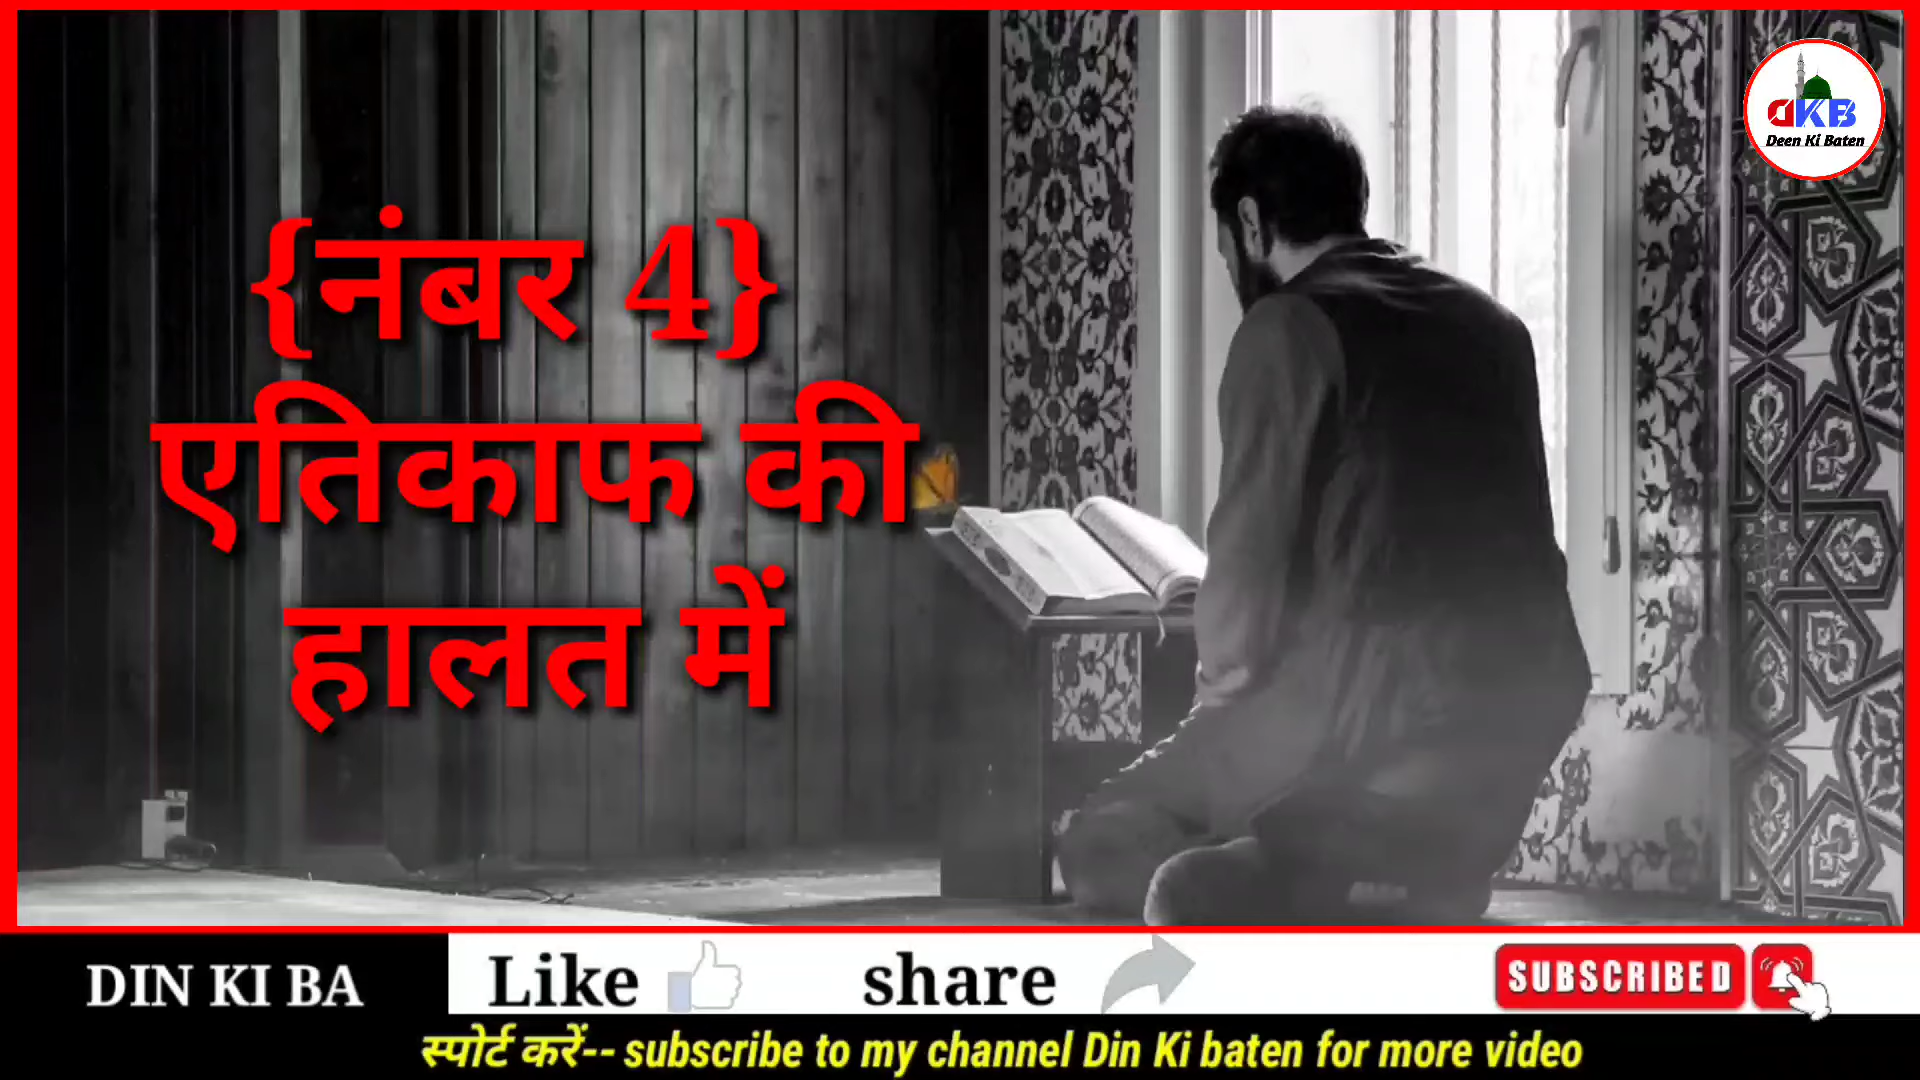 DKB
Deen Ki Baten
{नंबर 4}
एतिकाफ की
हालत में
DIN KI BA
Like
share
SUBSCRIBED
स्पोर्ट करें-- subscribe to my channel Din Ki baten for more video